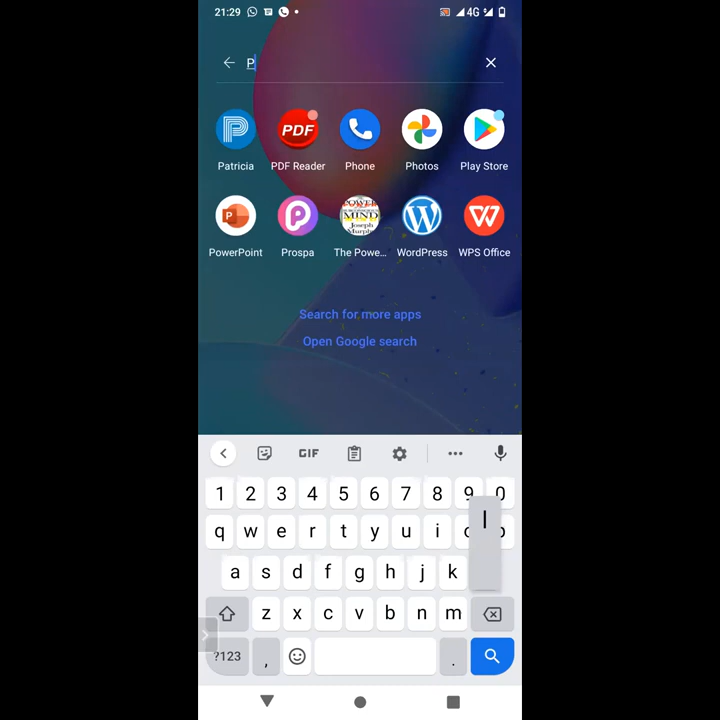 21:29 4G
P
Patricia PDF Reader Phone Photos Play Store
PowerPoint Prospa The Powe... WordPress WPS Office
Search for more apps
Open Google search
GIF
1 2 3 4 5 6 7 8 9 0
q w e r t y u i o p
a s d f g h j k l
z x c v b n m
?123 , .